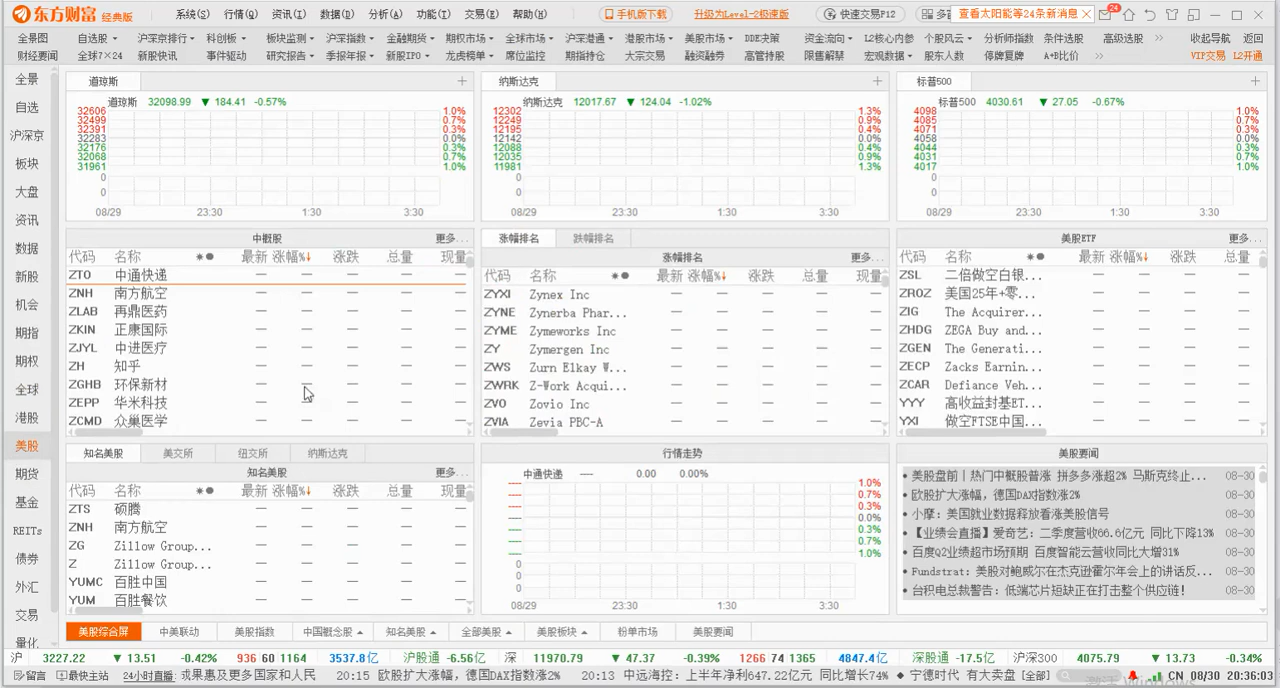 东方财富 经典版 系统(S) 行情(Q) 资讯(I) 数据(D) 分析(A) 功能(T) 交易(E) 帮助(H) 手机版下载 升级为Level-2极速版 快速交易F12 查看太阳能等24条新消息 24
全景图 自选股 沪深京排行 科创板 板块监测 沪深指数 金融期货 期权市场 全球市场 沪深港通 港股市场 美股市场 DDE决策 资金流向 L2核心内参 个股风云 分析师指数 条件选股 高级选股 >> 收起导航 返回
财经要闻 全球7×24 新股快讯 事件驱动 研究报告 季报年报 新股IPO 龙虎榜单 席位监控 期指持仓 大宗交易 融资融券 高管持股 限售解禁 宏观数据 股东人数 停牌复牌 A+B比价 >> VIP交易 L2开通
全景
自选
沪深京
板块
大盘
资讯
数据
新股
机会
期指
期权
全球
港股
美股
期货
基金
REITs
债券
外汇
交易
量化
道琼斯 +
道琼斯 32098.99 ▼ 184.41 -0.57%
32606 1.0%
32499 0.7%
32391 0.3%
32283 0.0%
32176 0.3%
32068 0.7%
31961 1.0%
0 0
0 0
08/29 23:30 1:30 3:30
纳斯达克 +
纳斯达克 12017.67 ▼ 124.04 -1.02%
12302 1.3%
12249 0.9%
12195 0.4%
12142 0.0%
12088 0.4%
12035 0.9%
11981 1.3%
0 0
0 0
08/29 23:30 1:30 3:30
标普500 +
标普500 4030.61 ▼ 27.05 -0.67%
4098 1.0%
4085 0.7%
4071 0.3%
4058 0.0%
4044 0.3%
4031 0.7%
4017 1.0%
0 0
0 0
08/29 23:30 1:30 3:30
中概股 更多...
代码 名称 最新 涨幅%↓ 涨跌 总量 现量
ZTO 中通快递 — — — — —
ZNH 南方航空 — — — — —
ZLAB 再鼎医药 — — — — —
ZKIN 正康国际 — — — — —
ZJYL 中进医疗 — — — — —
ZH 知乎 — — — — —
ZGHB 环保新材 — — — — —
ZEPP 华米科技 — — — — —
ZCMD 众巢医学 — — — — —
涨幅排名 跌幅排名
涨幅排名 更多...
代码 名称 最新 涨幅%↓ 涨跌 总量 现量
ZYXI Zynex Inc — — — — —
ZYNE Zynerba Phar... — — — — —
ZYME Zymeworks Inc — — — — —
ZY Zymergen Inc — — — — —
ZWS Zurn Elkay W... — — — — —
ZWRK Z-Work Acqui... — — — — —
ZVO Zovio Inc — — — — —
ZVIA Zevia PBC-A — — — — —
美股ETF 更多...
代码 名称 最新 涨幅%↓ 涨跌 总量
ZSL 二倍做空白银... — — — —
ZROZ 美国25年+零... — — — —
ZIG The Acquirer... — — — —
ZHDG ZEGA Buy and... — — — —
ZGEN The Generati... — — — —
ZECP Zacks Earnin... — — — —
ZCAR Defiance Veh... — — — —
YYY 高收益封基ET... — — — —
YXI 做空FTSE中国... — — — —
知名美股 美交所 纽交所 纳斯达克
知名美股 更多...
代码 名称 最新 涨幅%↓ 涨跌 总量 现量
ZTS 硕腾 — — — — —
ZNH 南方航空 — — — — —
ZG Zillow Group... — — — — —
Z Zillow Group... — — — — —
YUMC 百胜中国 — — — — —
YUM 百胜餐饮 — — — — —
行情走势
中通快递 ---- 0.00 0.00%
---- 1.0%
---- 0.7%
---- 0.3%
---- 0.0%
---- 0.3%
---- 0.7%
---- 1.0%
0 0
0 0
0 0
08/29 23:30 1:30 3:30
美股要闻
• 美股盘前丨热门中概股普涨 拼多多涨超2% 马斯克终止... 08-30
• 欧股扩大涨幅，德国DAX指数涨2% 08-30
• 小摩：美国就业数据释放看涨美股信号 08-30
• 【业绩会直播】爱奇艺：二季度营收66.6亿元 同比下降13% 08-30
• 百度Q2业绩超市场预期 百度智能云营收同比大增31% 08-30
• Fundstrat：美股对鲍威尔在杰克逊霍尔年会上的讲话反... 08-30
• 台积电总裁警告：低端芯片短缺正在打击整个供应链！ 08-30
美股综合屏 中美联动 美股指数 中国概念股 知名美股 全部美股 美股板块 粉单市场 美股要闻
沪 3227.22 ▼ 13.51 -0.42% 936 60 1164 3537.8亿 沪股通 -6.56亿 深 11970.79 ▼ 47.37 -0.39% 1266 74 1365 4847.4亿 深股通 -17.5亿 沪深300 4075.79 ▼ 13.73 -0.34%
留言 最快主站 24小时直播 或果惠及更多国家和人民 20:15 欧股扩大涨幅，德国DAX指数涨2% 20:13 中远海控：上半年净利647.22亿元 同比增长74% ◆ 宁德时代 有大卖盘 [全部] CN 08/30 20:36:03